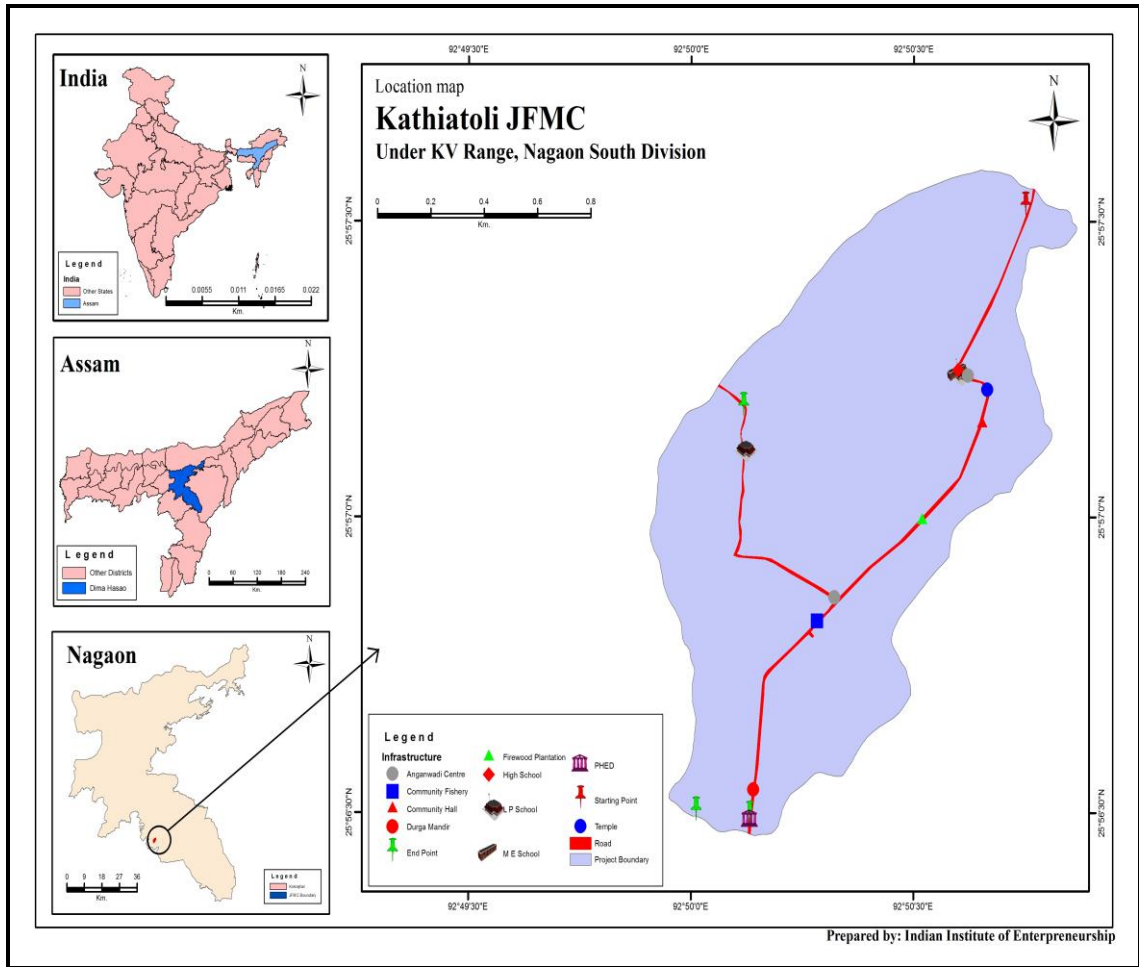 India
N
Legend
India
Other States
Assam
0 0.0055 0.011 0.0165 0.022
Km.
Assam
N
Legend
Other Districts
Dima Hasao
0 60 120 180 240
Km.
Nagaon
N
0 9 18 27 36
Km.
Legend
JFMC Boundary
92°49'30"E 92°50'0"E 92°50'30"E
Location map
Kathiatoli JFMC
Under KV Range, Nagaon South Division
N
0 0.2 0.4 0.6 0.8
Km.
25°57'30"N 25°57'30"N
25°57'0"N 25°57'0"N
25°56'30"N 25°56'30"N
Legend
Infrastructure
Anganwadi Centre
Community Fishery
Community Hall
Durga Mandir
End Point
Firewood Plantation
High School
L P School
M E School
PHED
Starting Point
Temple
Road
Project Boundary
92°49'30"E 92°50'0"E 92°50'30"E
Prepared by: Indian Institute of Enterpreneurship